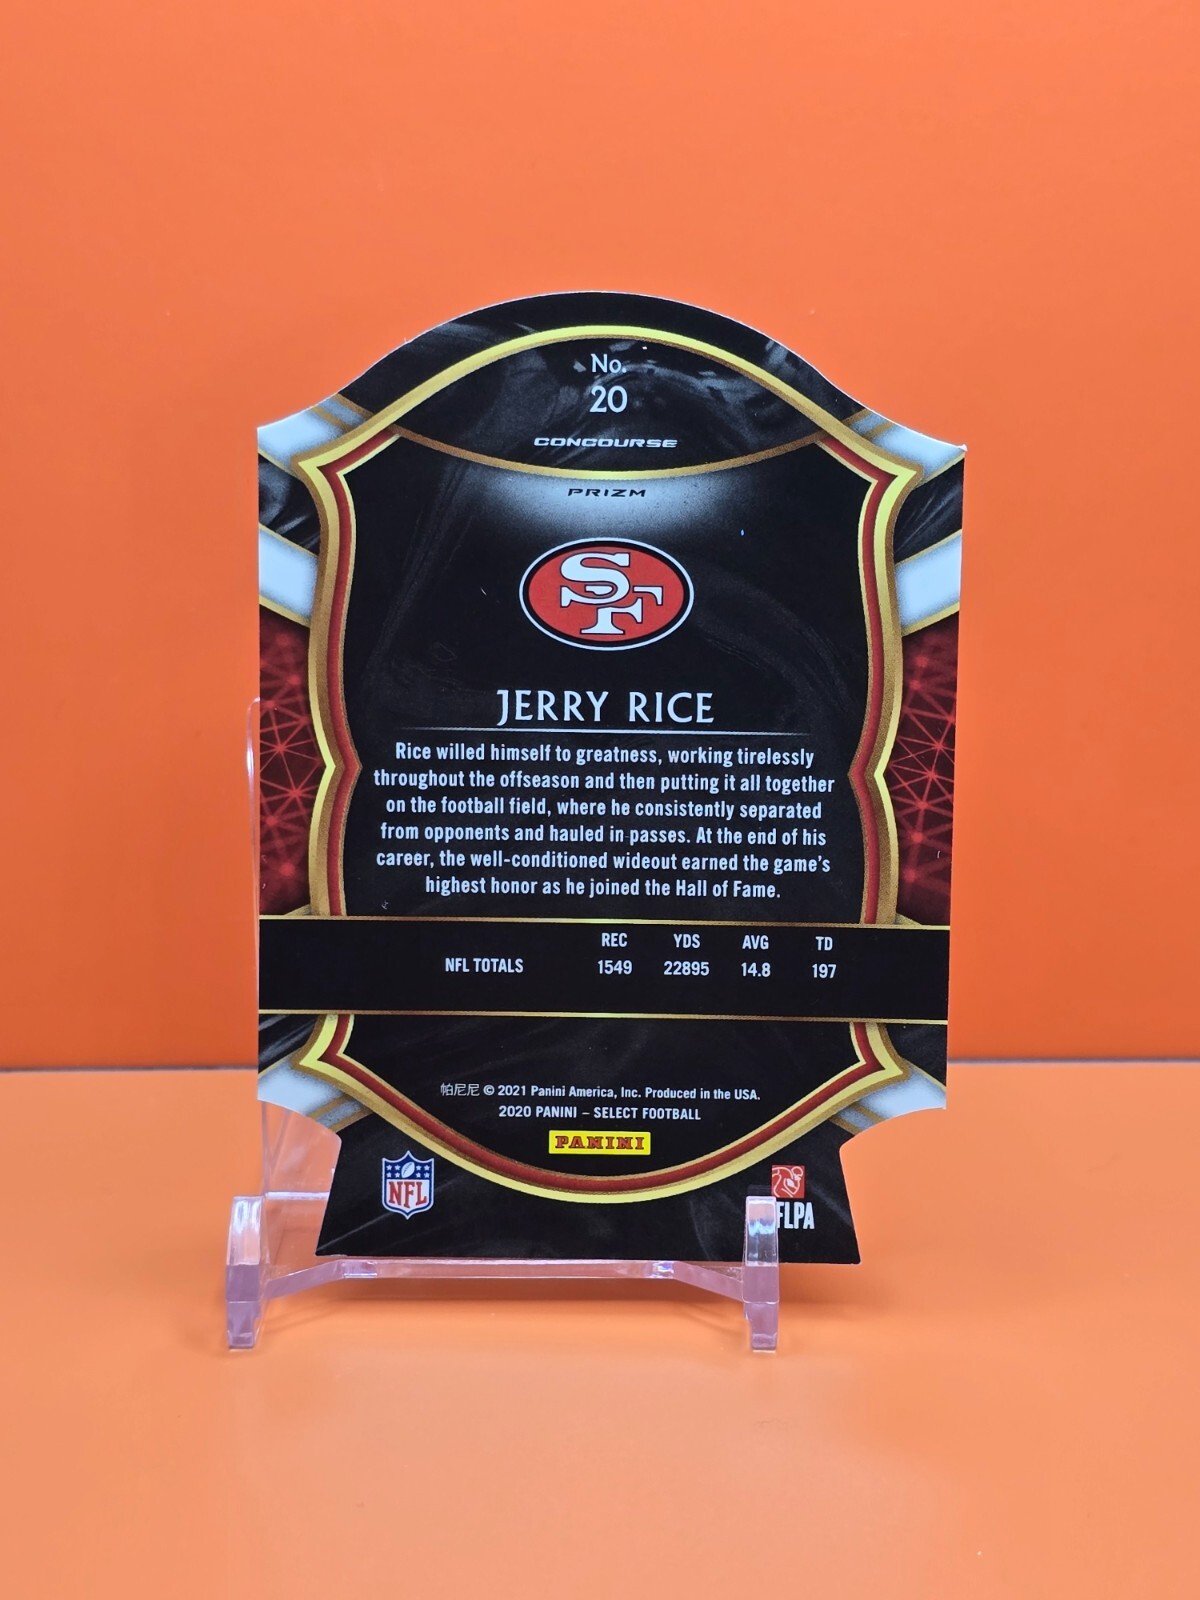 No.
20
CONCOURSE
PRIZM
SF
JERRY RICE
Rice willed himself to greatness, working tirelessly
throughout the offseason and then putting it all together
on the football field, where he consistently separated
from opponents and hauled in passes. At the end of his
career, the well-conditioned wideout earned the game's
highest honor as he joined the Hall of Fame.
REC YDS AVG TD
NFL TOTALS 1549 22895 14.8 197
帕尼尼 © 2021 Panini America, Inc. Produced in the USA.
2020 PANINI – SELECT FOOTBALL
PANINI
NFL
FLPA